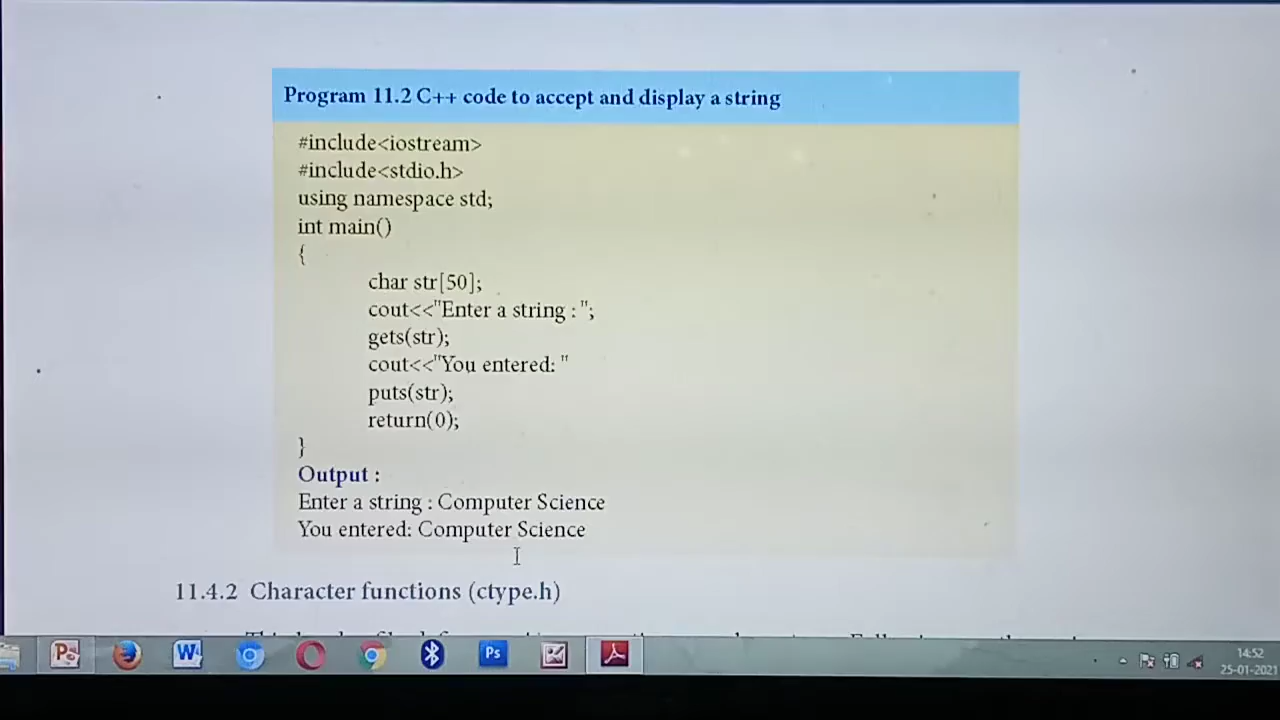 Program 11.2 C++ code to accept and display a string
#include<iostream>
#include<stdio.h>
using namespace std;
int main()
{
char str[50];
cout<<"Enter a string : ";
gets(str);
cout<<"You entered: "
puts(str);
return(0);
}
Output :
Enter a string : Computer Science
You entered: Computer Science
11.4.2 Character functions (ctype.h)
Ps
14:52
25-01-2021